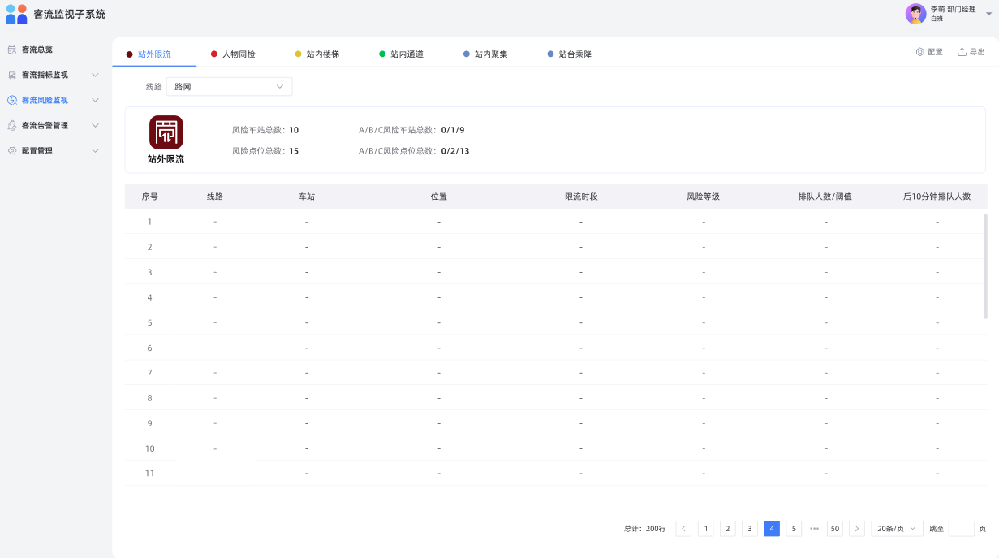 客流监视子系统
李萌 部门经理
白班
客流总览
客流指标监视
客流风险监视
客流告警管理
配置管理
站外限流 人物同检 站内楼梯 站内通道 站内聚集 站台乘降 配置 导出
线路 路网
风险车站总数：10 A/B/C风险车站总数：0/1/9
风险点位总数：15 A/B/C风险点位总数：0/2/13
站外限流
序号 线路 车站 位置 限流时段 风险等级 排队人数/阈值 后10分钟排队人数
1 - - - - - - -
2 - - - - - - -
3 - - - - - - -
4 - - - - - - -
5 - - - - - - -
6 - - - - - - -
7 - - - - - - -
8 - - - - - - -
9 - - - - - - -
10 - - - - - - -
11 - - - - - - -
总计：200行 1 2 3 4 5 ••• 50 20条/页 跳至 页